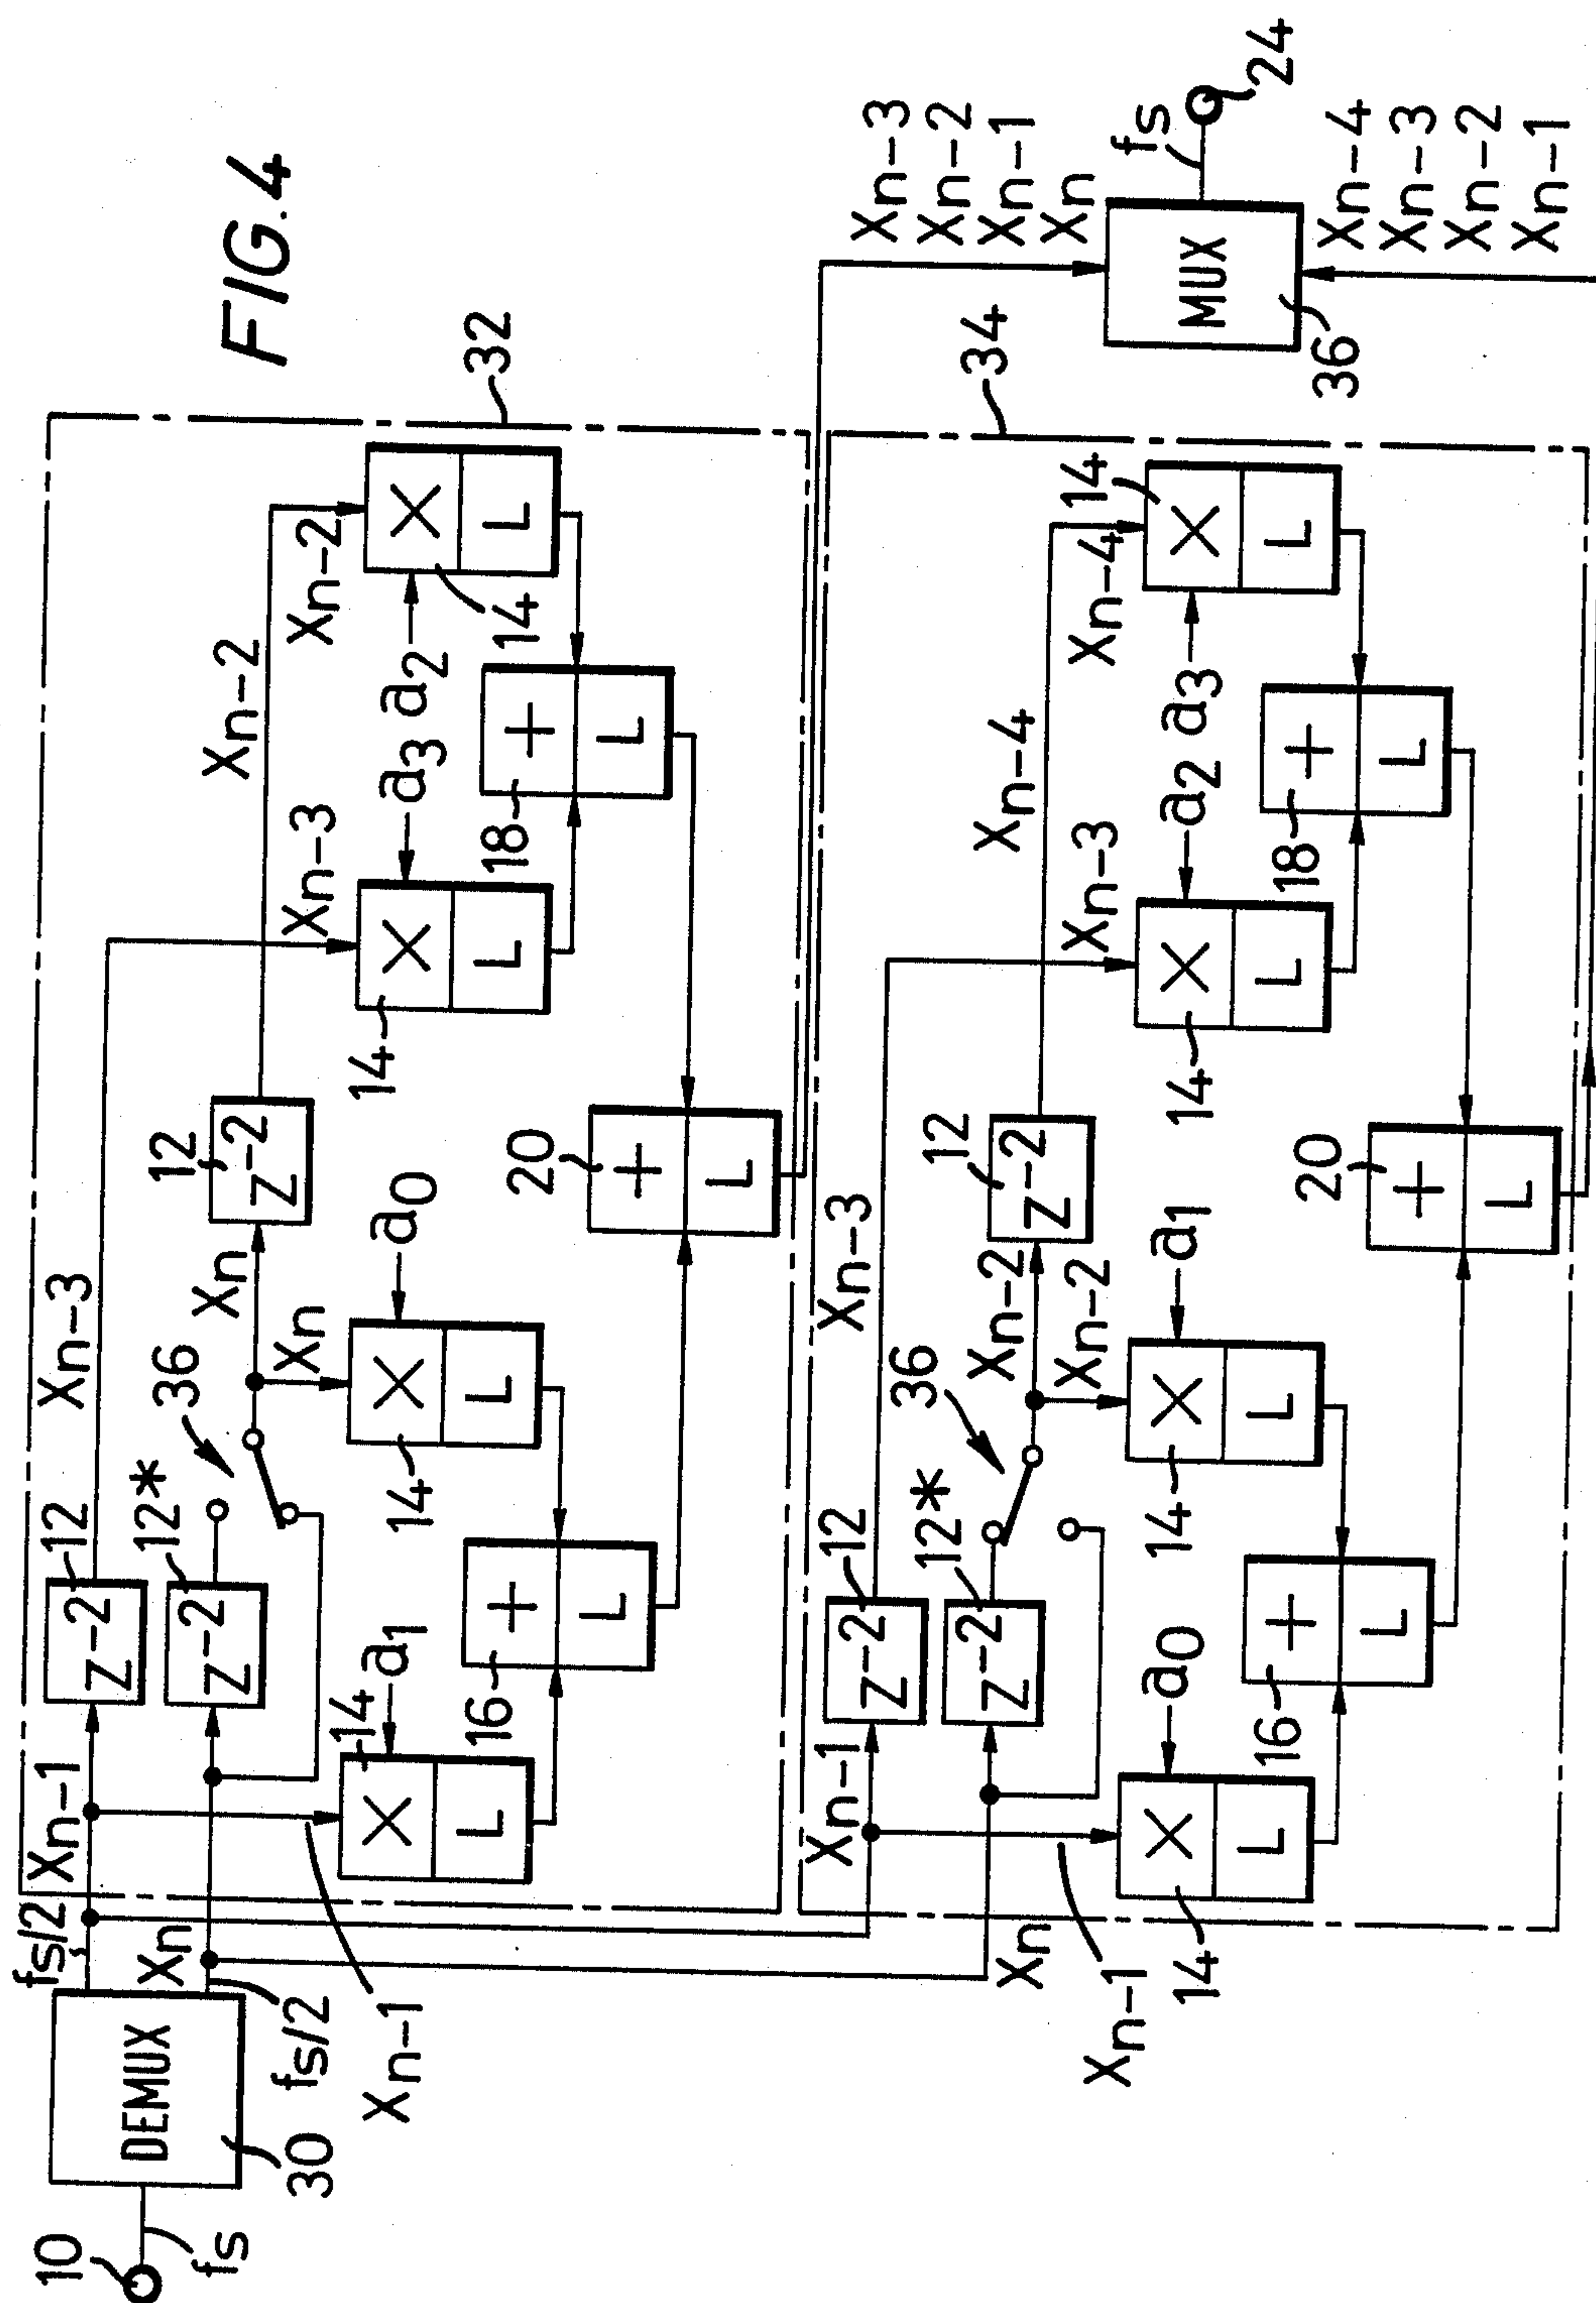 FIG.4
10
fs
DEMUX
30
fs/2
Xn
fs/2
Xn-1
Xn-1
Z-2
12
Xn-3
Z-2
12*
36
Xn
Z-2
12
Xn-2
Xn
Xn-3
Xn-2
14
a1
X
L
a0
X
L
14
a3
X
L
14
a2
X
L
14
16
+
L
18
+
L
20
+
L
32
Xn
Xn-1
Xn-1
Z-2
12
Xn-3
Z-2
12*
36
Xn-2
Z-2
12
Xn-4
Xn-2
Xn-3
Xn-4
14
a0
X
L
a1
X
L
14
a2
X
L
14
a3
X
L
14
16
+
L
18
+
L
20
+
L
34
Xn-3
Xn-2
Xn-1
Xn
MUX
36
fs
24
Xn-4
Xn-3
Xn-2
Xn-1